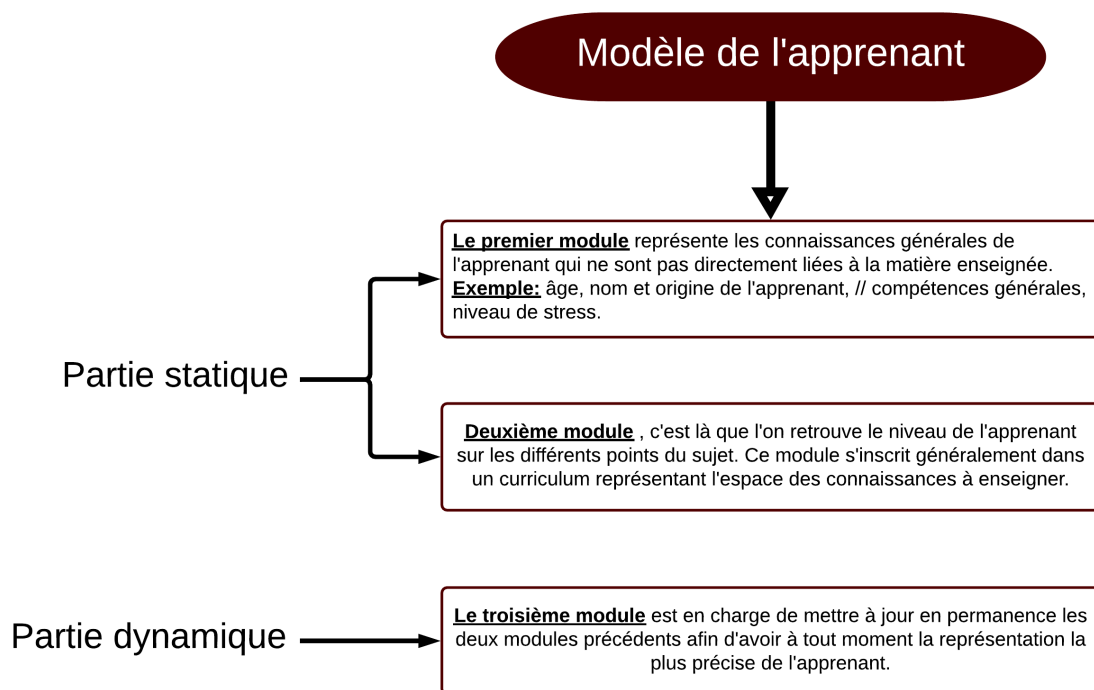 Modèle de l'apprenant
Le premier module représente les connaissances générales de
l'apprenant qui ne sont pas directement liées à la matière enseignée.
Exemple: âge, nom et origine de l'apprenant, // compétences générales,
niveau de stress.
Partie statique
Deuxième module , c'est là que l'on retrouve le niveau de l'apprenant
sur les différents points du sujet. Ce module s'inscrit généralement dans
un curriculum représentant l'espace des connaissances à enseigner.
Partie dynamique
Le troisième module est en charge de mettre à jour en permanence les
deux modules précédents afin d'avoir à tout moment la représentation la
plus précise de l'apprenant.